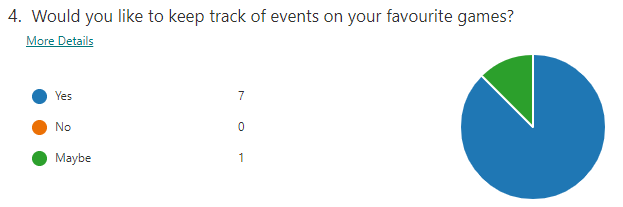 4. Would you like to keep track of events on your favourite games?
More Details
Yes 7
No 0
Maybe 1